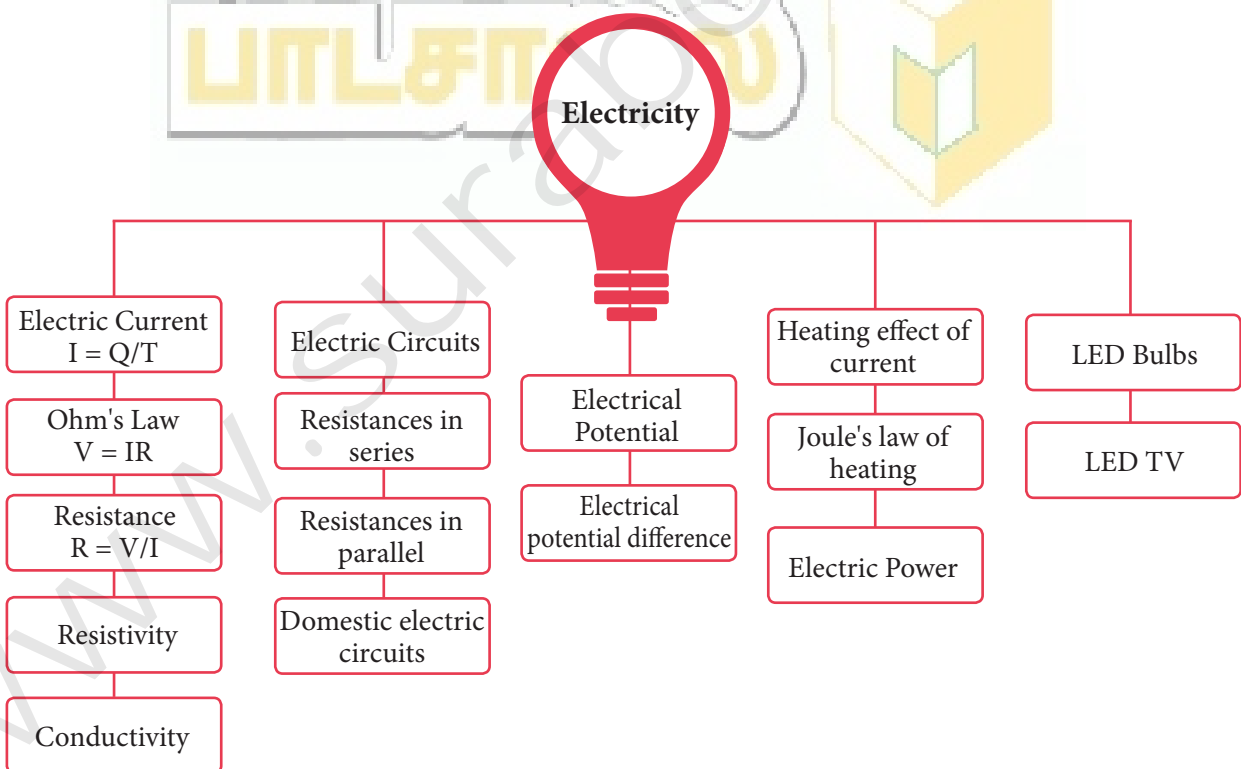 பாடசாலை
Electricity
Electric Current
I = Q/T
Ohm's Law
V = IR
Resistance
R = V/I
Resistivity
Conductivity
Electric Circuits
Resistances in
series
Resistances in
parallel
Domestic electric
circuits
Electrical
Potential
Electrical
potential difference
Heating effect of
current
Joule's law of
heating
Electric Power
LED Bulbs
LED TV